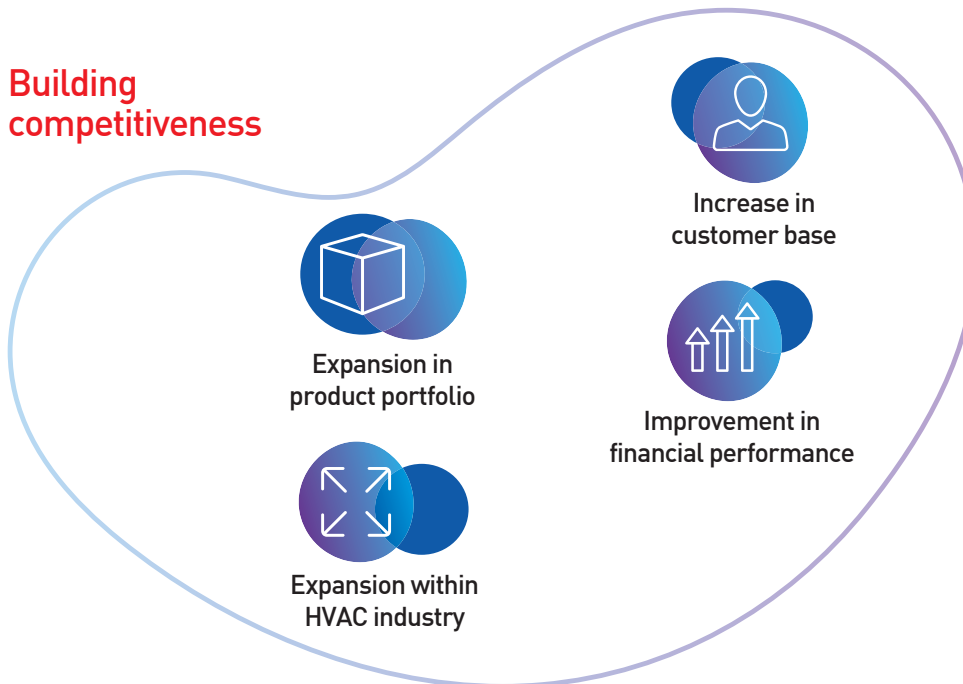 Building
competitiveness
Increase in
customer base
Expansion in
product portfolio
Improvement in
financial performance
Expansion within
HVAC industry